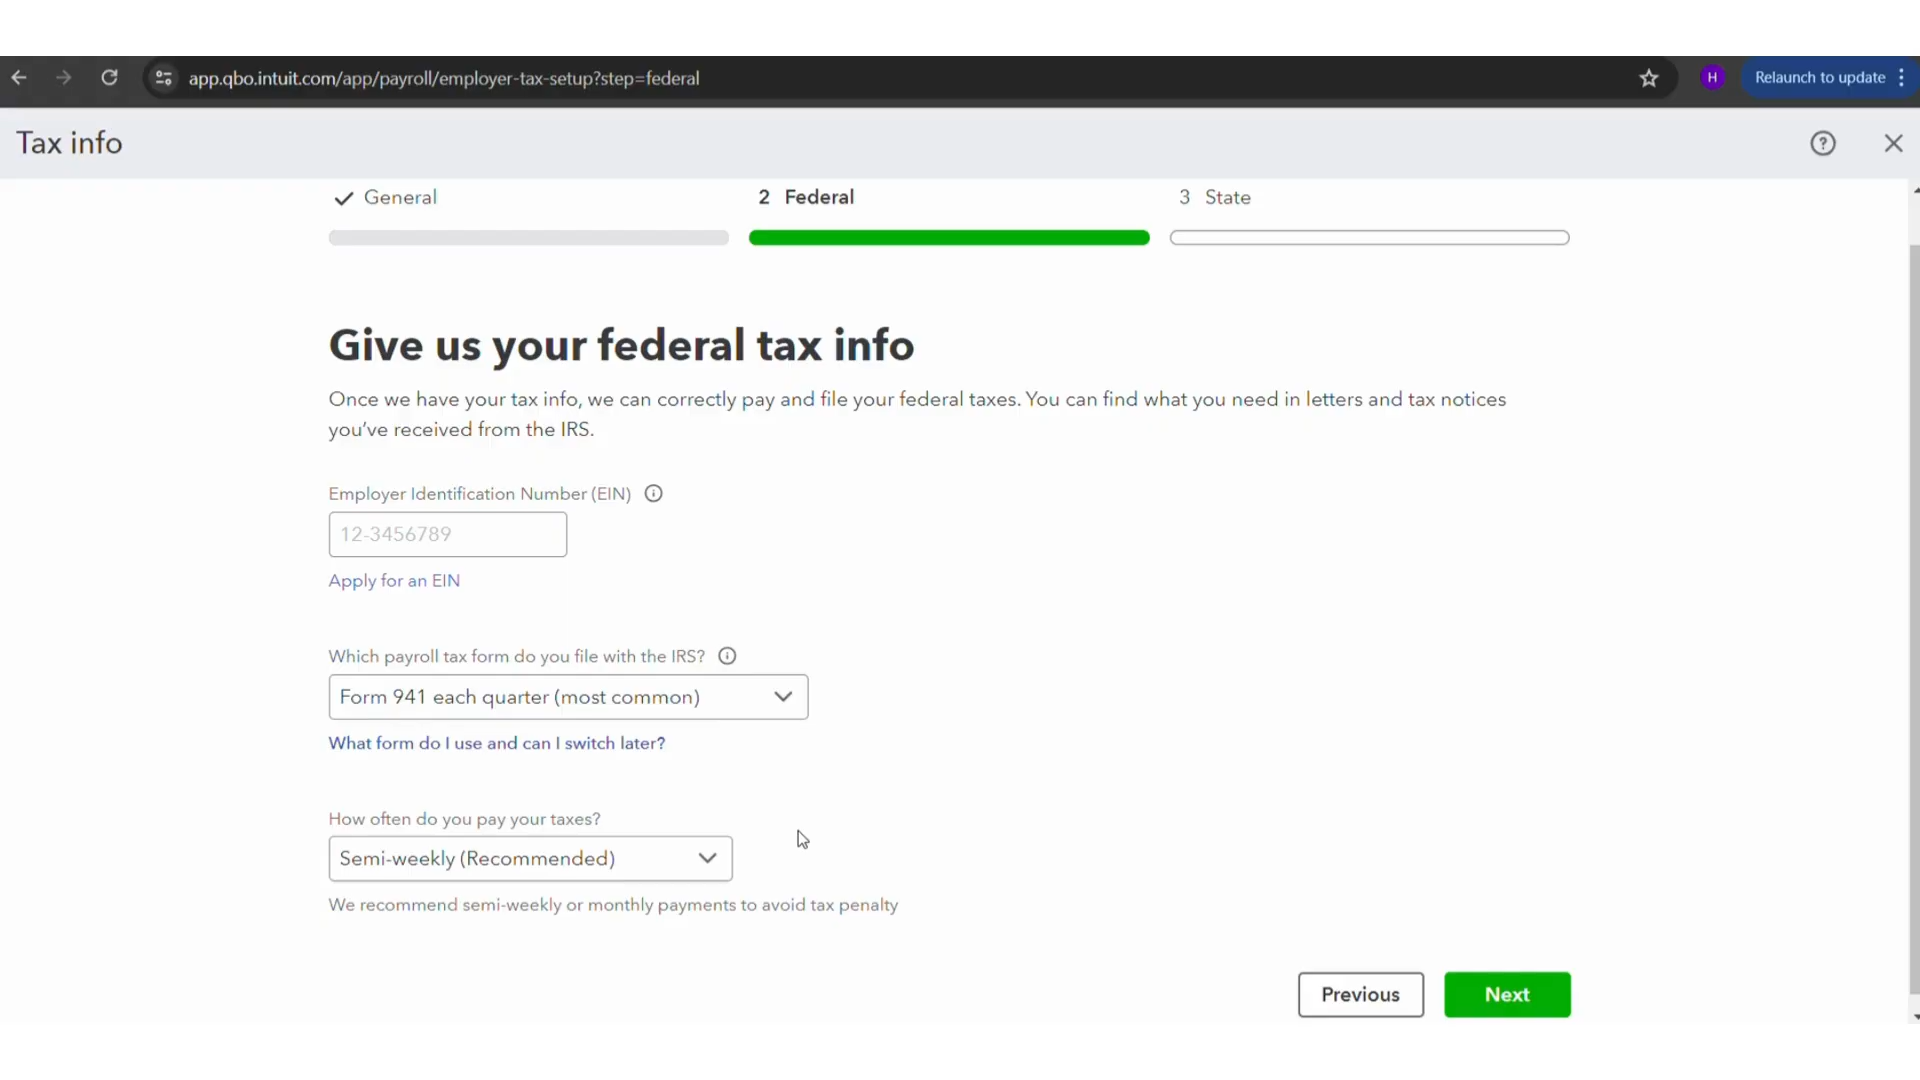 app.qbo.intuit.com/app/payroll/employer-tax-setup?step=federal
H
Relaunch to update
Tax info
?
General
2 Federal
3 State
Give us your federal tax info
Once we have your tax info, we can correctly pay and file your federal taxes. You can find what you need in letters and tax notices
you’ve received from the IRS.
Employer Identification Number (EIN)
12-3456789
Apply for an EIN
Which payroll tax form do you file with the IRS?
Form 941 each quarter (most common)
What form do I use and can I switch later?
How often do you pay your taxes?
Semi-weekly (Recommended)
We recommend semi-weekly or monthly payments to avoid tax penalty
Previous
Next